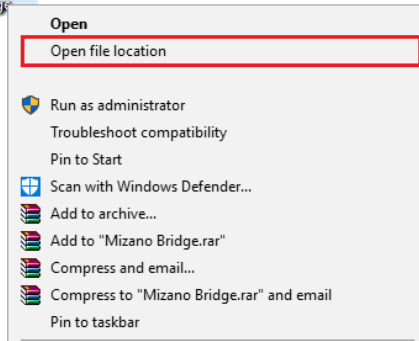 Open
Open file location
Run as administrator
Troubleshoot compatibility
Pin to Start
Scan with Windows Defender...
Add to archive...
Add to "Mizano Bridge.rar"
Compress and email...
Compress to "Mizano Bridge.rar" and email
Pin to taskbar